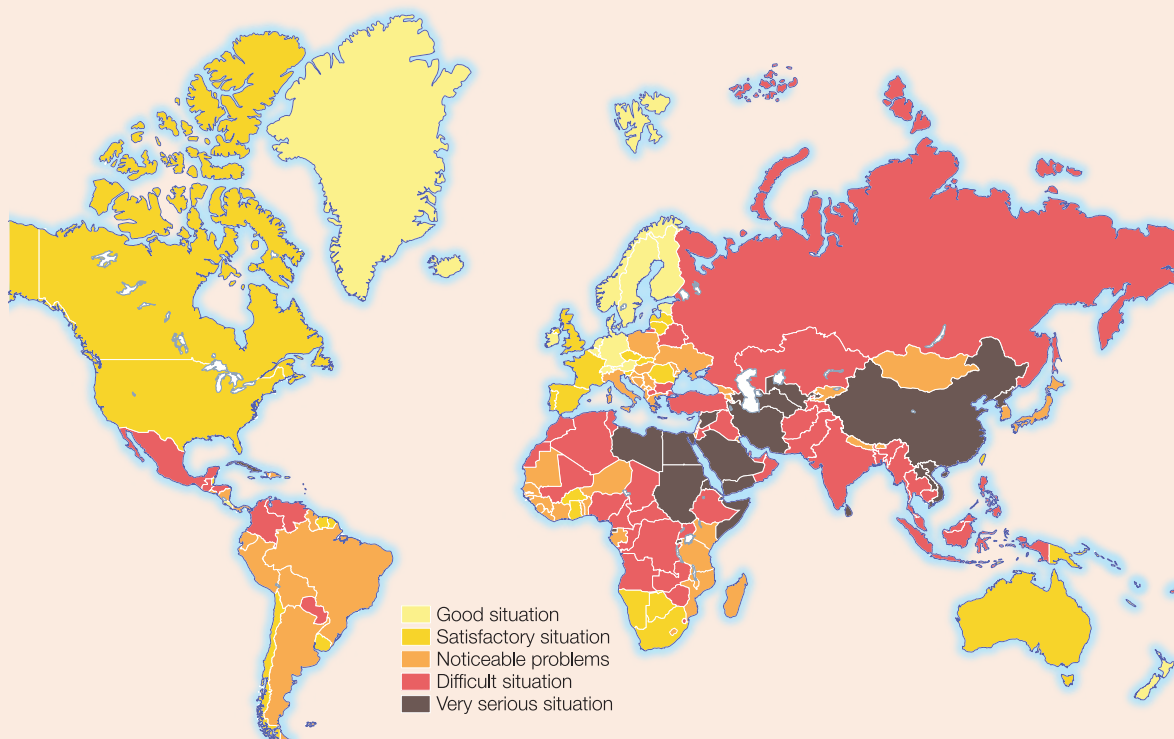 Good situation
Satisfactory situation
Noticeable problems
Difficult situation
Very serious situation